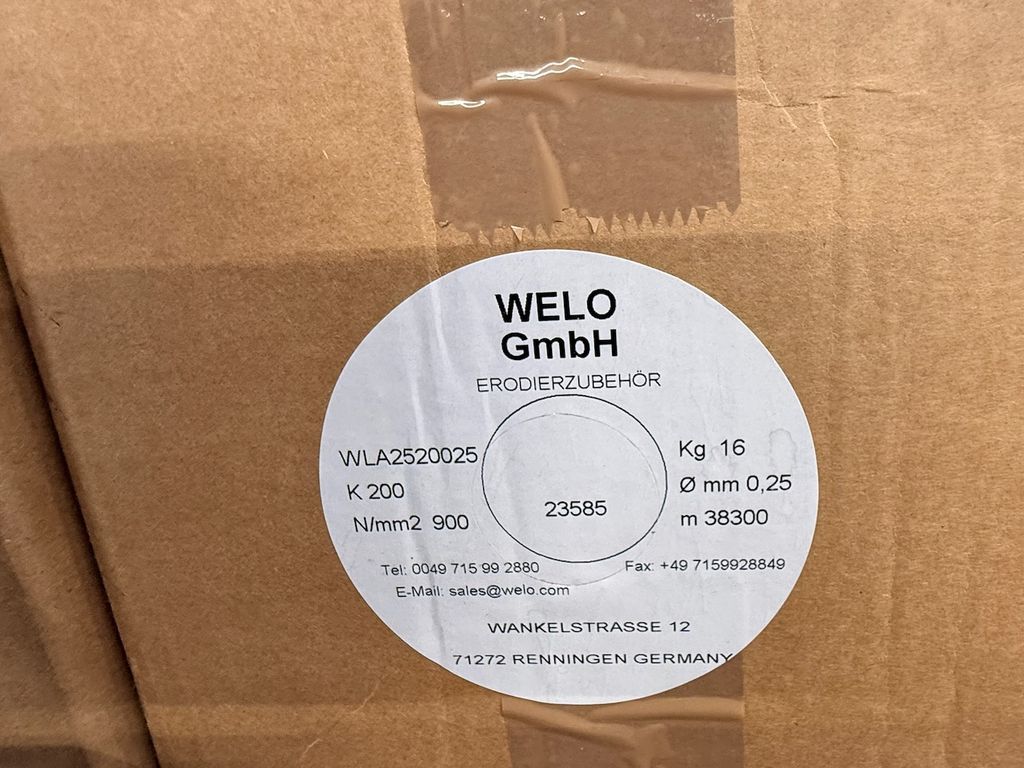 WELO
GmbH
ERODIERZUBEHÖR
WLA2520025
K 200
N/mm2 900
23585
Kg 16
Ø mm 0,25
m 38300
Tel: 0049 715 99 2880
Fax: +49 7159928849
E-Mail: sales@welo.com
WANKELSTRASSE 12
71272 RENNINGEN GERMANY